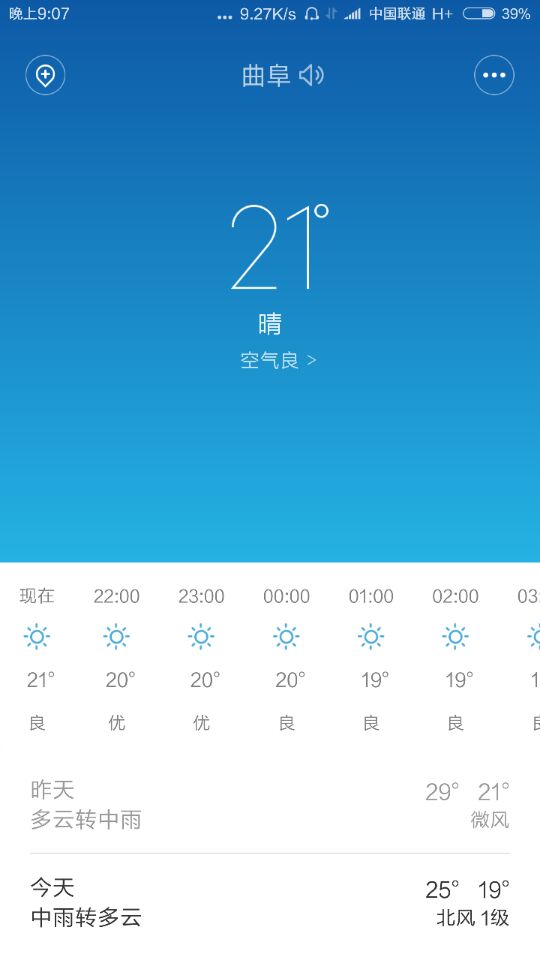 晚上9:07 ... 9.27K/s 中国联通 H+ 39%
曲阜
21°
晴
空气良 >
现在 22:00 23:00 00:00 01:00 02:00 03:
21° 20° 20° 20° 19° 19° 1
良 优 优 良 良 良
昨天 29° 21°
多云转中雨 微风
今天 25° 19°
中雨转多云 北风 1级